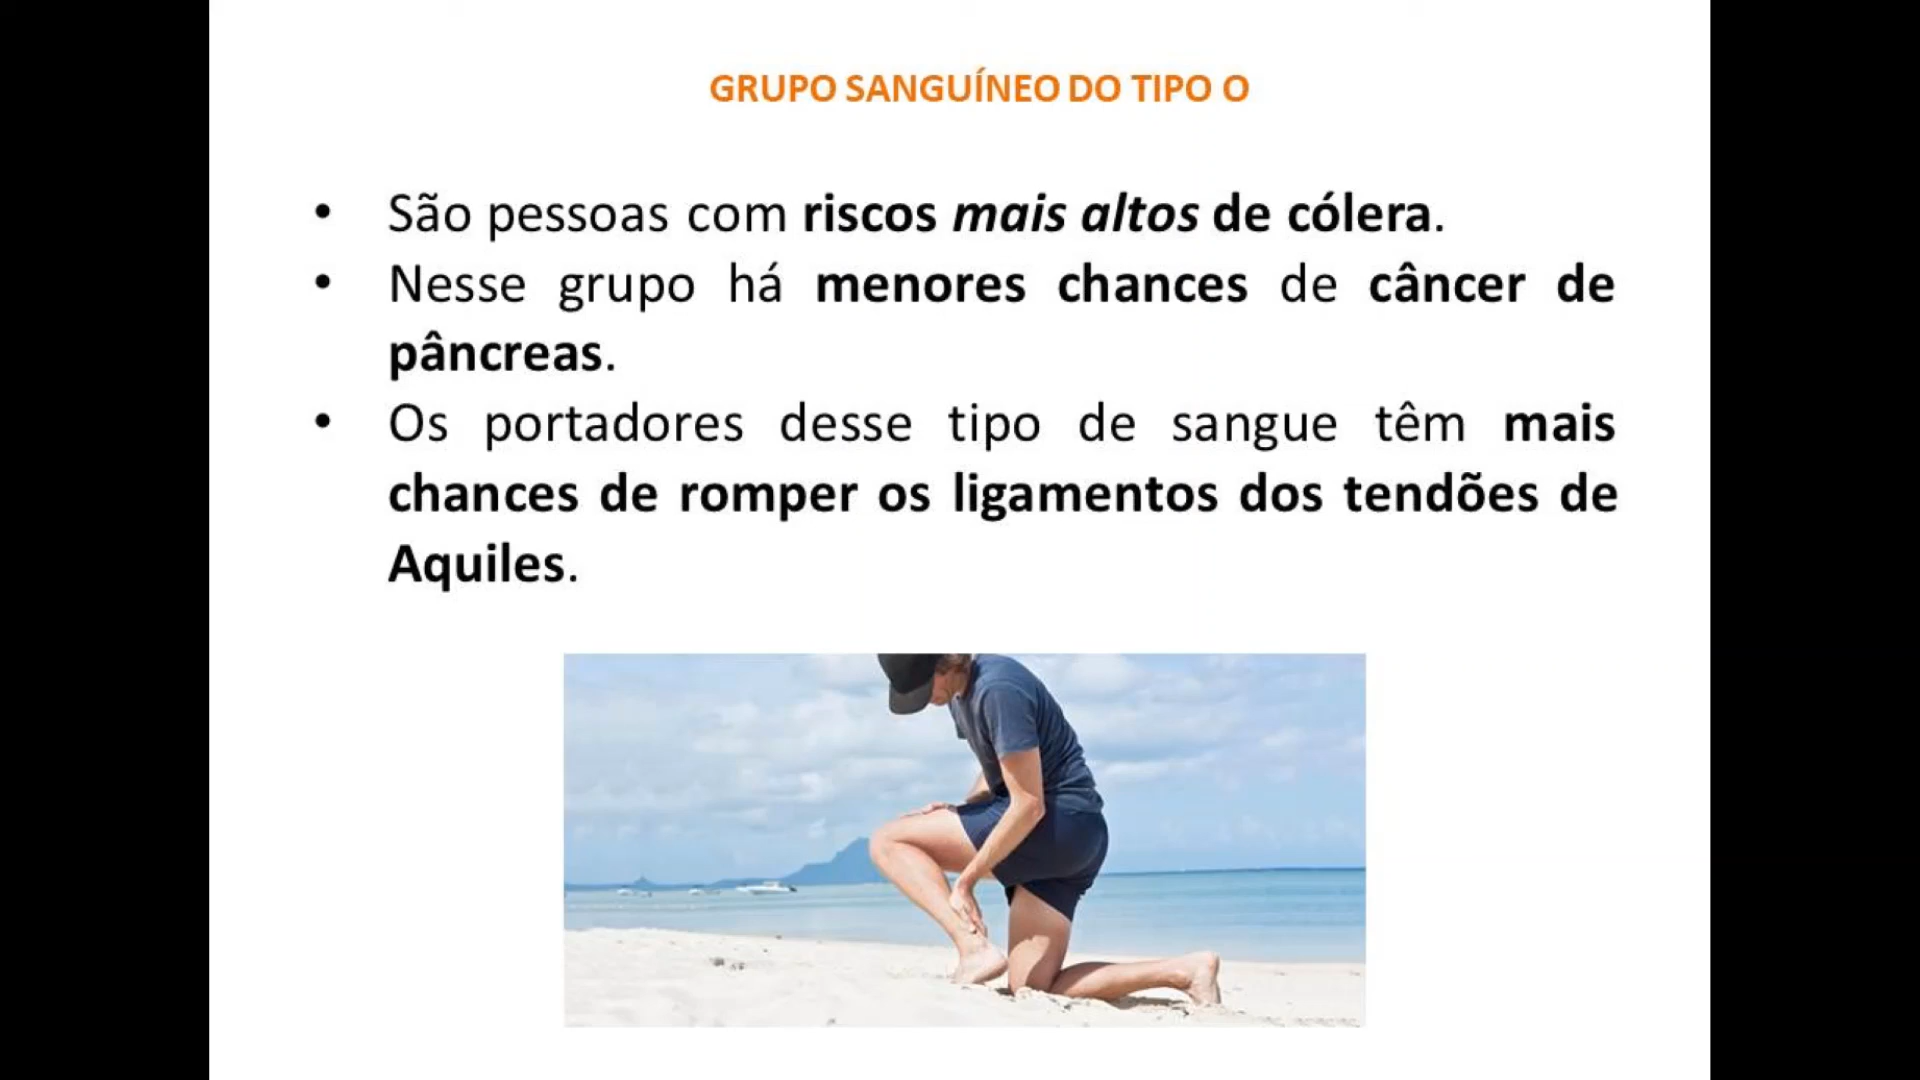 GRUPO SANGUÍNEO DO TIPO O
• São pessoas com riscos mais altos de cólera.
• Nesse grupo há menores chances de câncer de
pâncreas.
• Os portadores desse tipo de sangue têm mais
chances de romper os ligamentos dos tendões de
Aquiles.